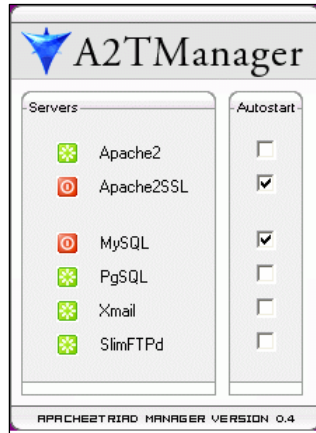 A2TManager
Servers
Autostart
Apache2
Apache2SSL
MySQL
PgSQL
Xmail
SlimFTPd
APACHE2TRIAD MANAGER VERSION 0.4